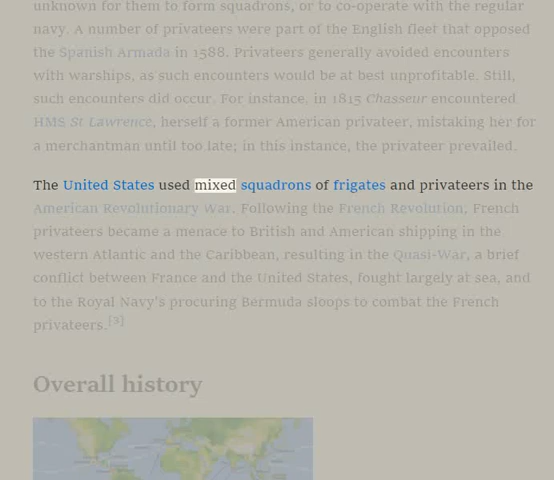 unknown for them to form squadrons, or to co-operate with the regular
navy. A number of privateers were part of the English fleet that opposed
the Spanish Armada in 1588. Privateers generally avoided encounters
with warships, as such encounters would be at best unprofitable. Still,
such encounters did occur. For instance, in 1815 Chasseur encountered
HMS St Lawrence, herself a former American privateer, mistaking her for
a merchantman until too late; in this instance, the privateer prevailed.
The United States used mixed squadrons of frigates and privateers in the
American Revolutionary War. Following the French Revolution, French
privateers became a menace to British and American shipping in the
western Atlantic and the Caribbean, resulting in the Quasi-War, a brief
conflict between France and the United States, fought largely at sea, and
to the Royal Navy's procuring Bermuda sloops to combat the French
privateers.[3]
Overall history